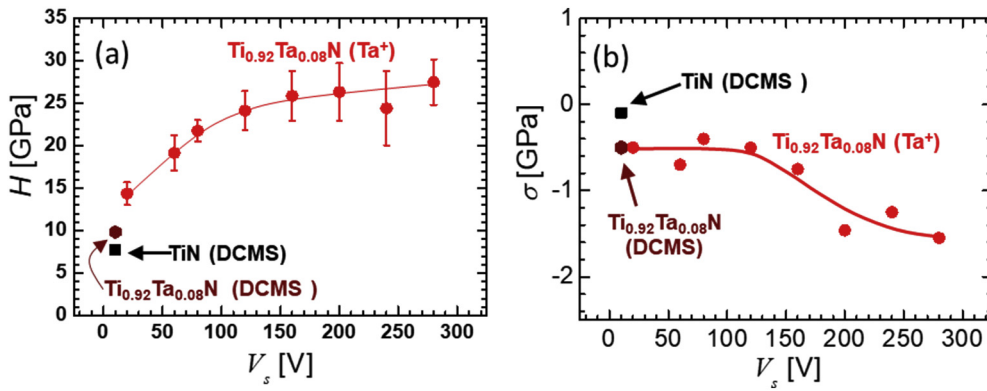 (a)
Ti0.92Ta0.08N (Ta+)
H [GPa]
35
30
25
20
15
10
5
0
TiN (DCMS)
Ti0.92Ta0.08N (DCMS )
0 50 100 150 200 250 300
Vs [V]
(b)
σ [GPa]
1
0
-1
-2
TiN (DCMS )
Ti0.92Ta0.08N (Ta+)
Ti0.92Ta0.08N
(DCMS)
0 50 100 150 200 250 300
Vs [V]